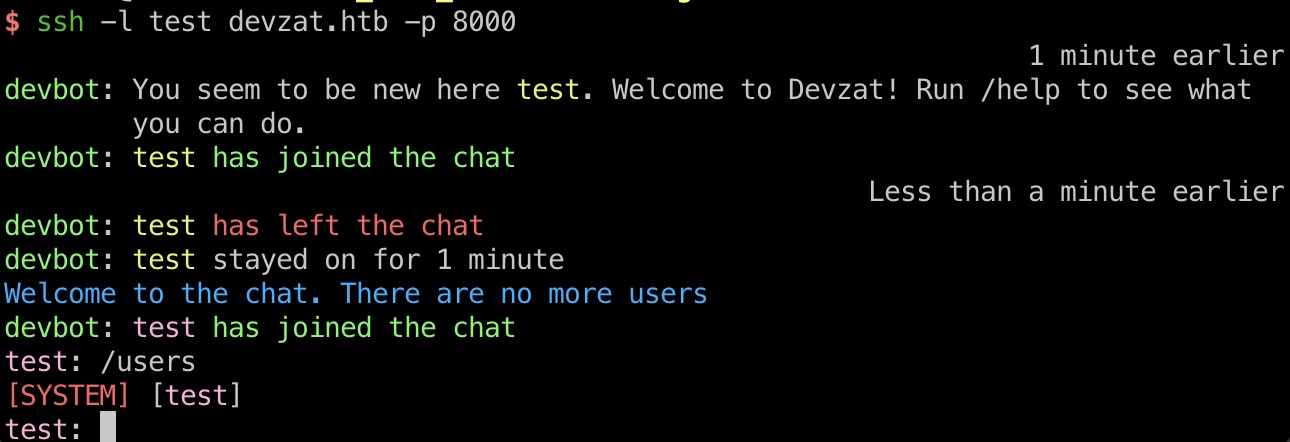 $ ssh -l test devzat.htb -p 8000
1 minute earlier
devbot: You seem to be new here test. Welcome to Devzat! Run /help to see what
you can do.
devbot: test has joined the chat
Less than a minute earlier
devbot: test has left the chat
devbot: test stayed on for 1 minute
Welcome to the chat. There are no more users
devbot: test has joined the chat
test: /users
[SYSTEM] [test]
test: